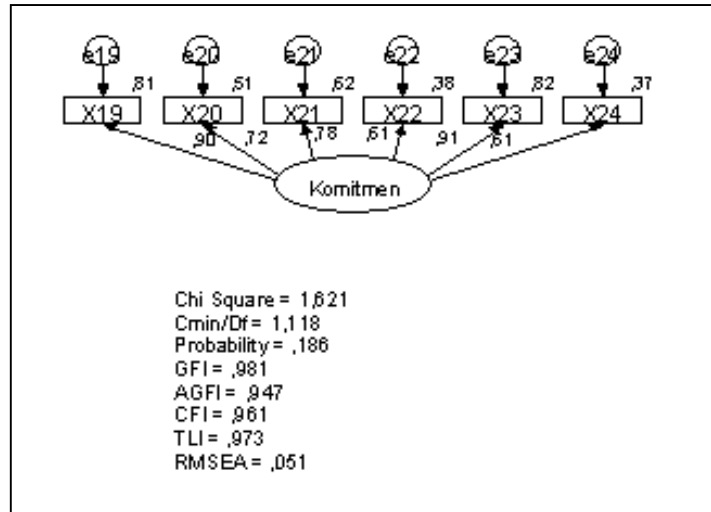 e19 e20 e21 e22 e23 e24
,81 ,51 ,62 ,38 ,82 ,37
X19 X20 X21 X22 X23 X24
,90 ,72 ,78 ,61 ,91 ,61
Komitmen
Chi Square = 1,621
Cmin/Df = 1,118
Probability = ,186
GFI = ,981
AGFI = ,947
CFI = ,961
TLI = ,973
RMSEA = ,051